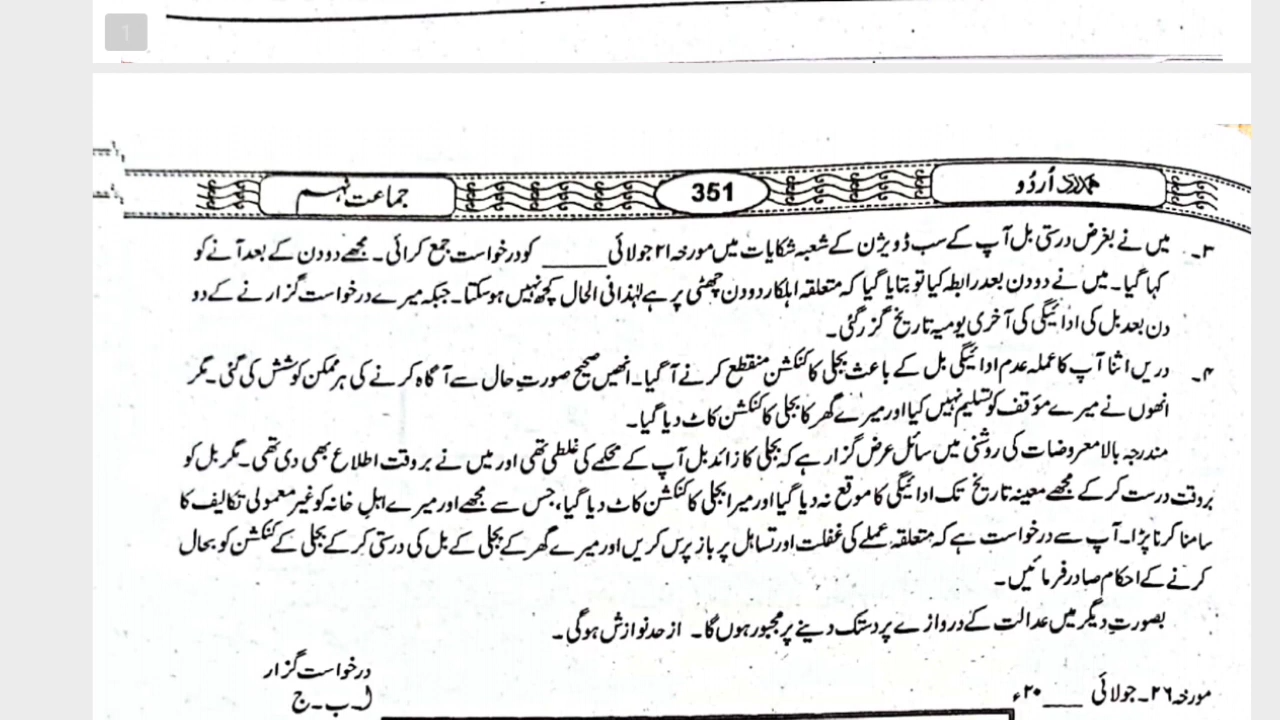 1
ہمدرد اُردُو 351 جماعت نہم
۳۔ میں نے بغرض درستی بل آپ کے سب ڈویژن کے شعبہ شکایات میں مورخہ ۲۱ جولائی ______ کو درخواست جمع کرائی۔ مجھے دو دن کے بعد آنے کو
کہا گیا۔ میں نے دو دن بعد رابطہ کیا تو بتایا گیا کہ متعلقہ اہلکار دو دن چھٹی پر ہے لہٰذا فی الحال کچھ نہیں ہو سکتا۔ جبکہ میرے درخواست گزارنے کے دو
دن بعد بل کی ادائیگی کی آخری یومیہ تاریخ گزر گئی۔
۴۔ دریں اثنا آپ کا عملہ عدم ادائیگی بل کے باعث بجلی کا کنکشن منقطع کرنے آ گیا۔ انھیں صحیح صورتِ حال سے آگاہ کرنے کی ہر ممکن کوشش کی گئی۔ مگر
انھوں نے میرے مؤقف کو تسلیم نہیں کیا اور میرے گھر کا بجلی کا کنکشن کاٹ دیا گیا۔
مندرجہ بالا معروضات کی روشنی میں سائل عرض گزار ہے کہ بجلی کا زائد بل آپ کے محکمے کی غلطی تھی اور میں نے بروقت اطلاع بھی دی تھی۔ مگر بل کو
بروقت درست کر کے مجھے معینہ تاریخ تک ادائیگی کا موقع نہ دیا گیا اور میرا بجلی کا کنکشن کاٹ دیا گیا، جس سے مجھے اور میرے اہلِ خانہ کو غیر معمولی تکالیف کا
سامنا کرنا پڑا۔ آپ سے درخواست ہے کہ متعلقہ عملے کی غفلت اور تساہل پر باز پرس کریں اور میرے گھر کے بجلی کے بل کی درستی کر کے بجلی کے کنکشن کو بحال
کرنے کے احکام صادر فرمائیں۔
بصورتِ دیگر میں عدالت کے دروازے پر دستک دینے پر مجبور ہوں گا۔ از حد نوازش ہو گی۔
درخواست گزار
مورخہ ۲۶۔ جولائی ____ ۲۰ء ا۔ب۔ج